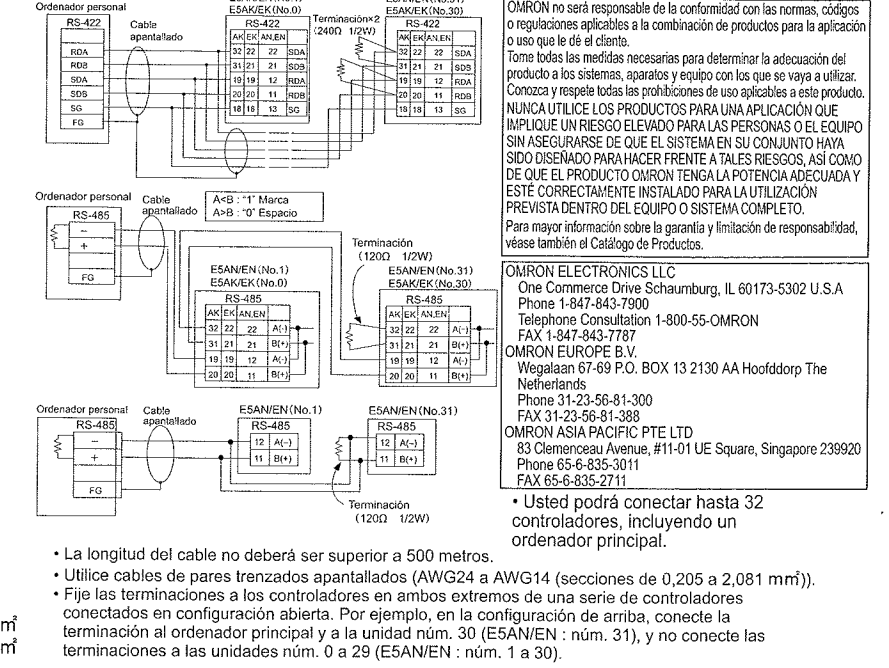 Ordenador personal
E5AK/EK(No.0)
E5AK/EK(No.30)
RS-422
Cable
apantallado
RS-422
Terminación×2
(240Ω 1/2W)
RS-422
AK EK AN,EN
AK EK AN,EN
RDA
32 22 22 SDA
32 22 22 SDA
RDB
31 21 21 SDB
31 21 21 SDB
SDA
19 19 12 RDA
19 19 12 RDA
SDB
20 20 11 RDB
20 20 11 RDB
SG
18 18 13 SG
18 18 13 SG
FG
Ordenador personal
Cable
apantallado
A<B : "1" Marca
A>B : "0" Espacio
RS-485
−
+
FG
Terminación
(120Ω 1/2W)
E5AN/EN(No.1)
E5AK/EK(No.0)
RS-485
AK EK AN,EN
32 22 22 A(-)
31 21 21 B(+)
19 19 12 A(-)
20 20 11 B(+)
E5AN/EN(No.31)
E5AK/EK(No.30)
RS-485
AK EK AN,EN
32 22 22 A(-)
31 21 21 B(+)
19 19 12 A(-)
20 20 11 B(+)
Ordenador personal
Cable
apantallado
RS-485
−
+
FG
E5AN/EN(No.1)
RS-485
12 A(−)
11 B(+)
E5AN/EN(No.31)
RS-485
12 A(−)
11 B(+)
Terminación
(120Ω 1/2W)
OMRON no será responsable de la conformidad con las normas, códigos
o regulaciones aplicables a la combinación de productos para la aplicación
o uso que le dé el cliente.
Tome todas las medidas necesarias para determinar la adecuación del
producto a los sistemas, aparatos y equipo con los que se vaya a utilizar.
Conozca y respete todas las prohibiciones de uso aplicables a este producto.
NUNCA UTILICE LOS PRODUCTOS PARA UNA APLICACIÓN QUE
IMPLIQUE UN RIESGO ELEVADO PARA LAS PERSONAS O EL EQUIPO
SIN ASEGURARSE DE QUE EL SISTEMA EN SU CONJUNTO HAYA
SIDO DISEÑADO PARA HACER FRENTE A TALES RIESGOS, ASÍ COMO
DE QUE EL PRODUCTO OMRON TENGA LA POTENCIA ADECUADA Y
ESTÉ CORRECTAMENTE INSTALADO PARA LA UTILIZACIÓN
PREVISTA DENTRO DEL EQUIPO O SISTEMA COMPLETO.
Para mayor información sobre la garantía y limitación de responsabilidad,
véase también el Catálogo de Productos.
OMRON ELECTRONICS LLC
One Commerce Drive Schaumburg, IL 60173-5302 U.S.A
Phone 1-847-843-7900
Telephone Consultation 1-800-55-OMRON
FAX 1-847-843-7787
OMRON EUROPE B.V.
Wegalaan 67-69 P.O. BOX 13 2130 AA Hoofddorp The
Netherlands
Phone 31-23-56-81-300
FAX 31-23-56-81-388
OMRON ASIA PACIFIC PTE LTD
83 Clemenceau Avenue, #11-01 UE Square, Singapore 239920
Phone 65-6-835-3011
FAX 65-6-835-2711
• Usted podrá conectar hasta 32
controladores, incluyendo un
ordenador principal.
• La longitud del cable no deberá ser superior a 500 metros.
• Utilice cables de pares trenzados apantallados (AWG24 a AWG14 (secciones de 0,205 a 2,081 mm²)).
• Fije las terminaciones a los controladores en ambos extremos de una serie de controladores
conectados en configuración abierta. Por ejemplo, en la configuración de arriba, conecte la
terminación al ordenador principal y a la unidad núm. 30 (E5AN/EN : núm. 31), y no conecte las
terminaciones a las unidades núm. 0 a 29 (E5AN/EN : núm. 1 a 30).
m²
m²